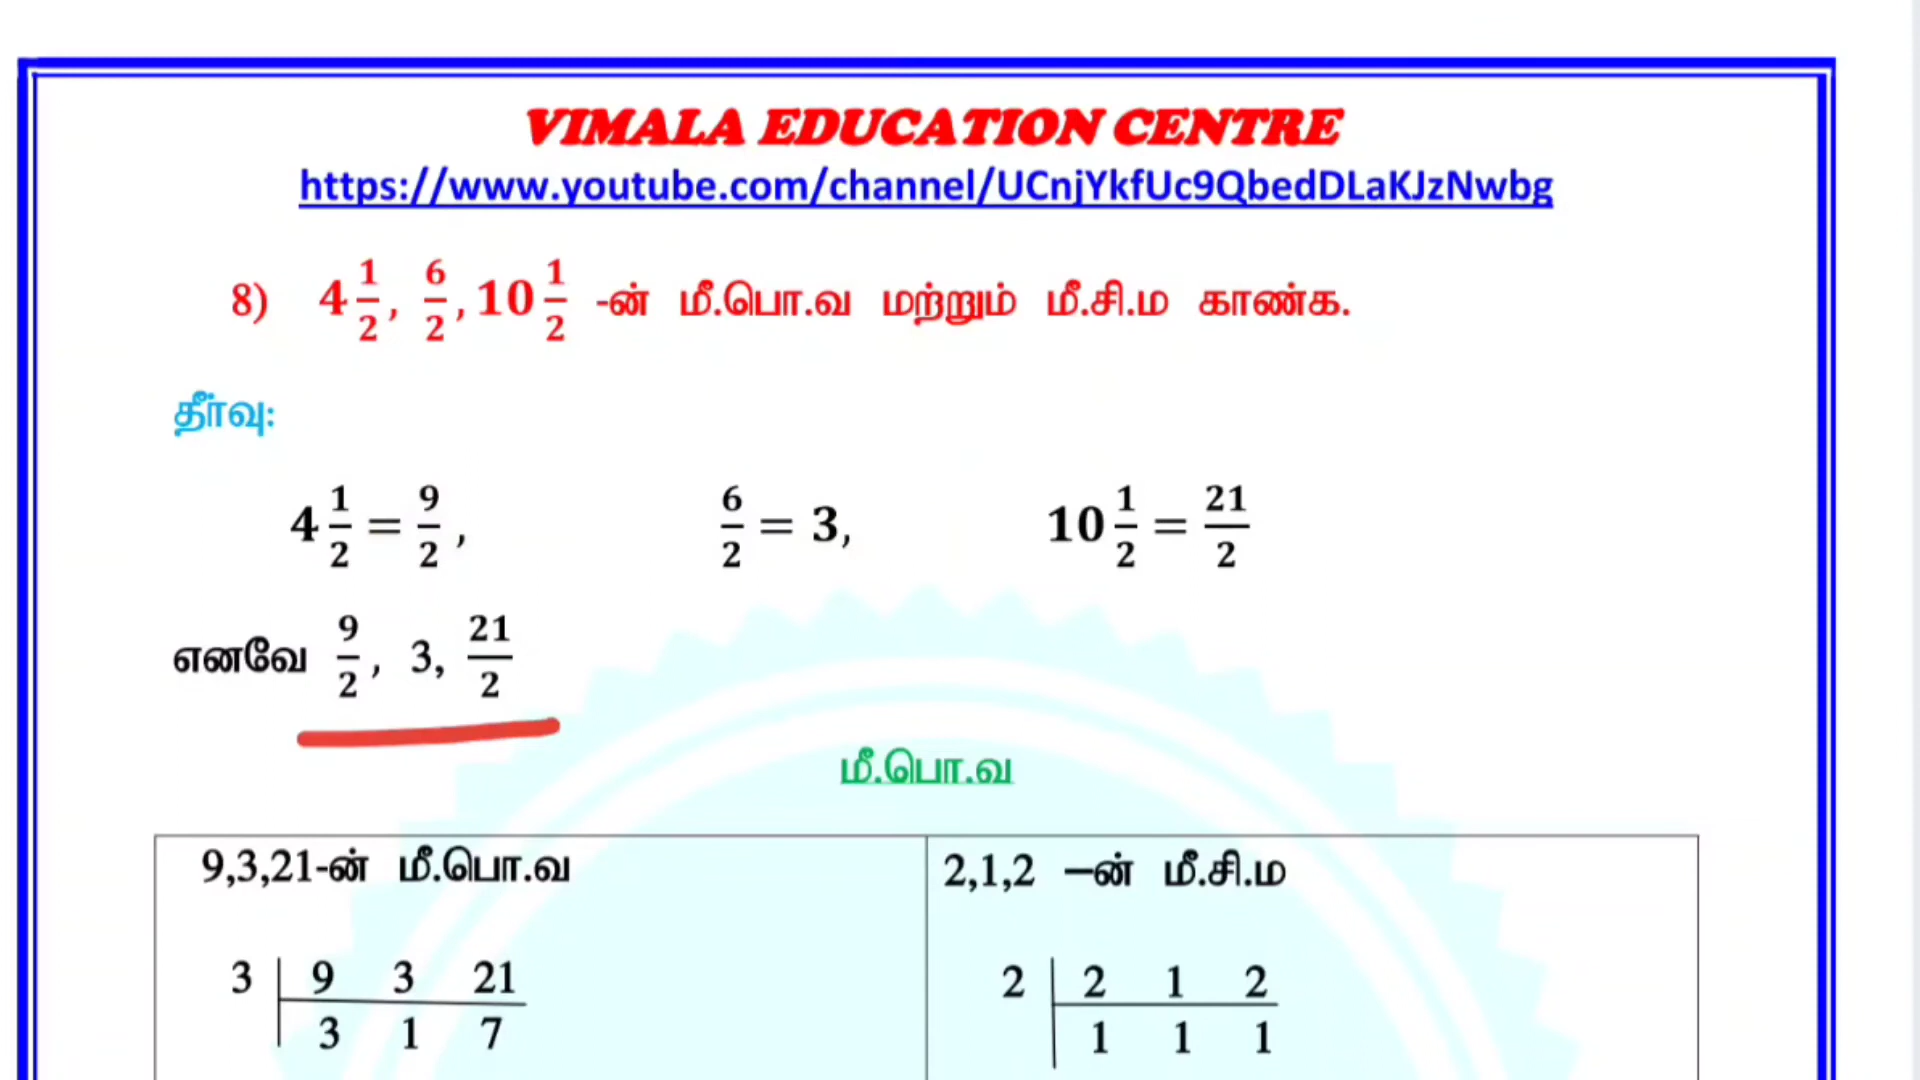 VIMALA EDUCATION CENTRE
https://www.youtube.com/channel/UCnjYkfUc9QbedDLaKJzNwbg
8) 4 1/2, 6/2, 10 1/2 -ன் மீ.பொ.வ மற்றும் மீ.சி.ம காண்க.
தீர்வு:
4 1/2 = 9/2 , 6/2 = 3, 10 1/2 = 21/2
எனவே 9/2 , 3, 21/2
மீ.பொ.வ
9,3,21-ன் மீ.பொ.வ
3 | 9 3 21
3 1 7
2,1,2 –ன் மீ.சி.ம
2 | 2 1 2
1 1 1